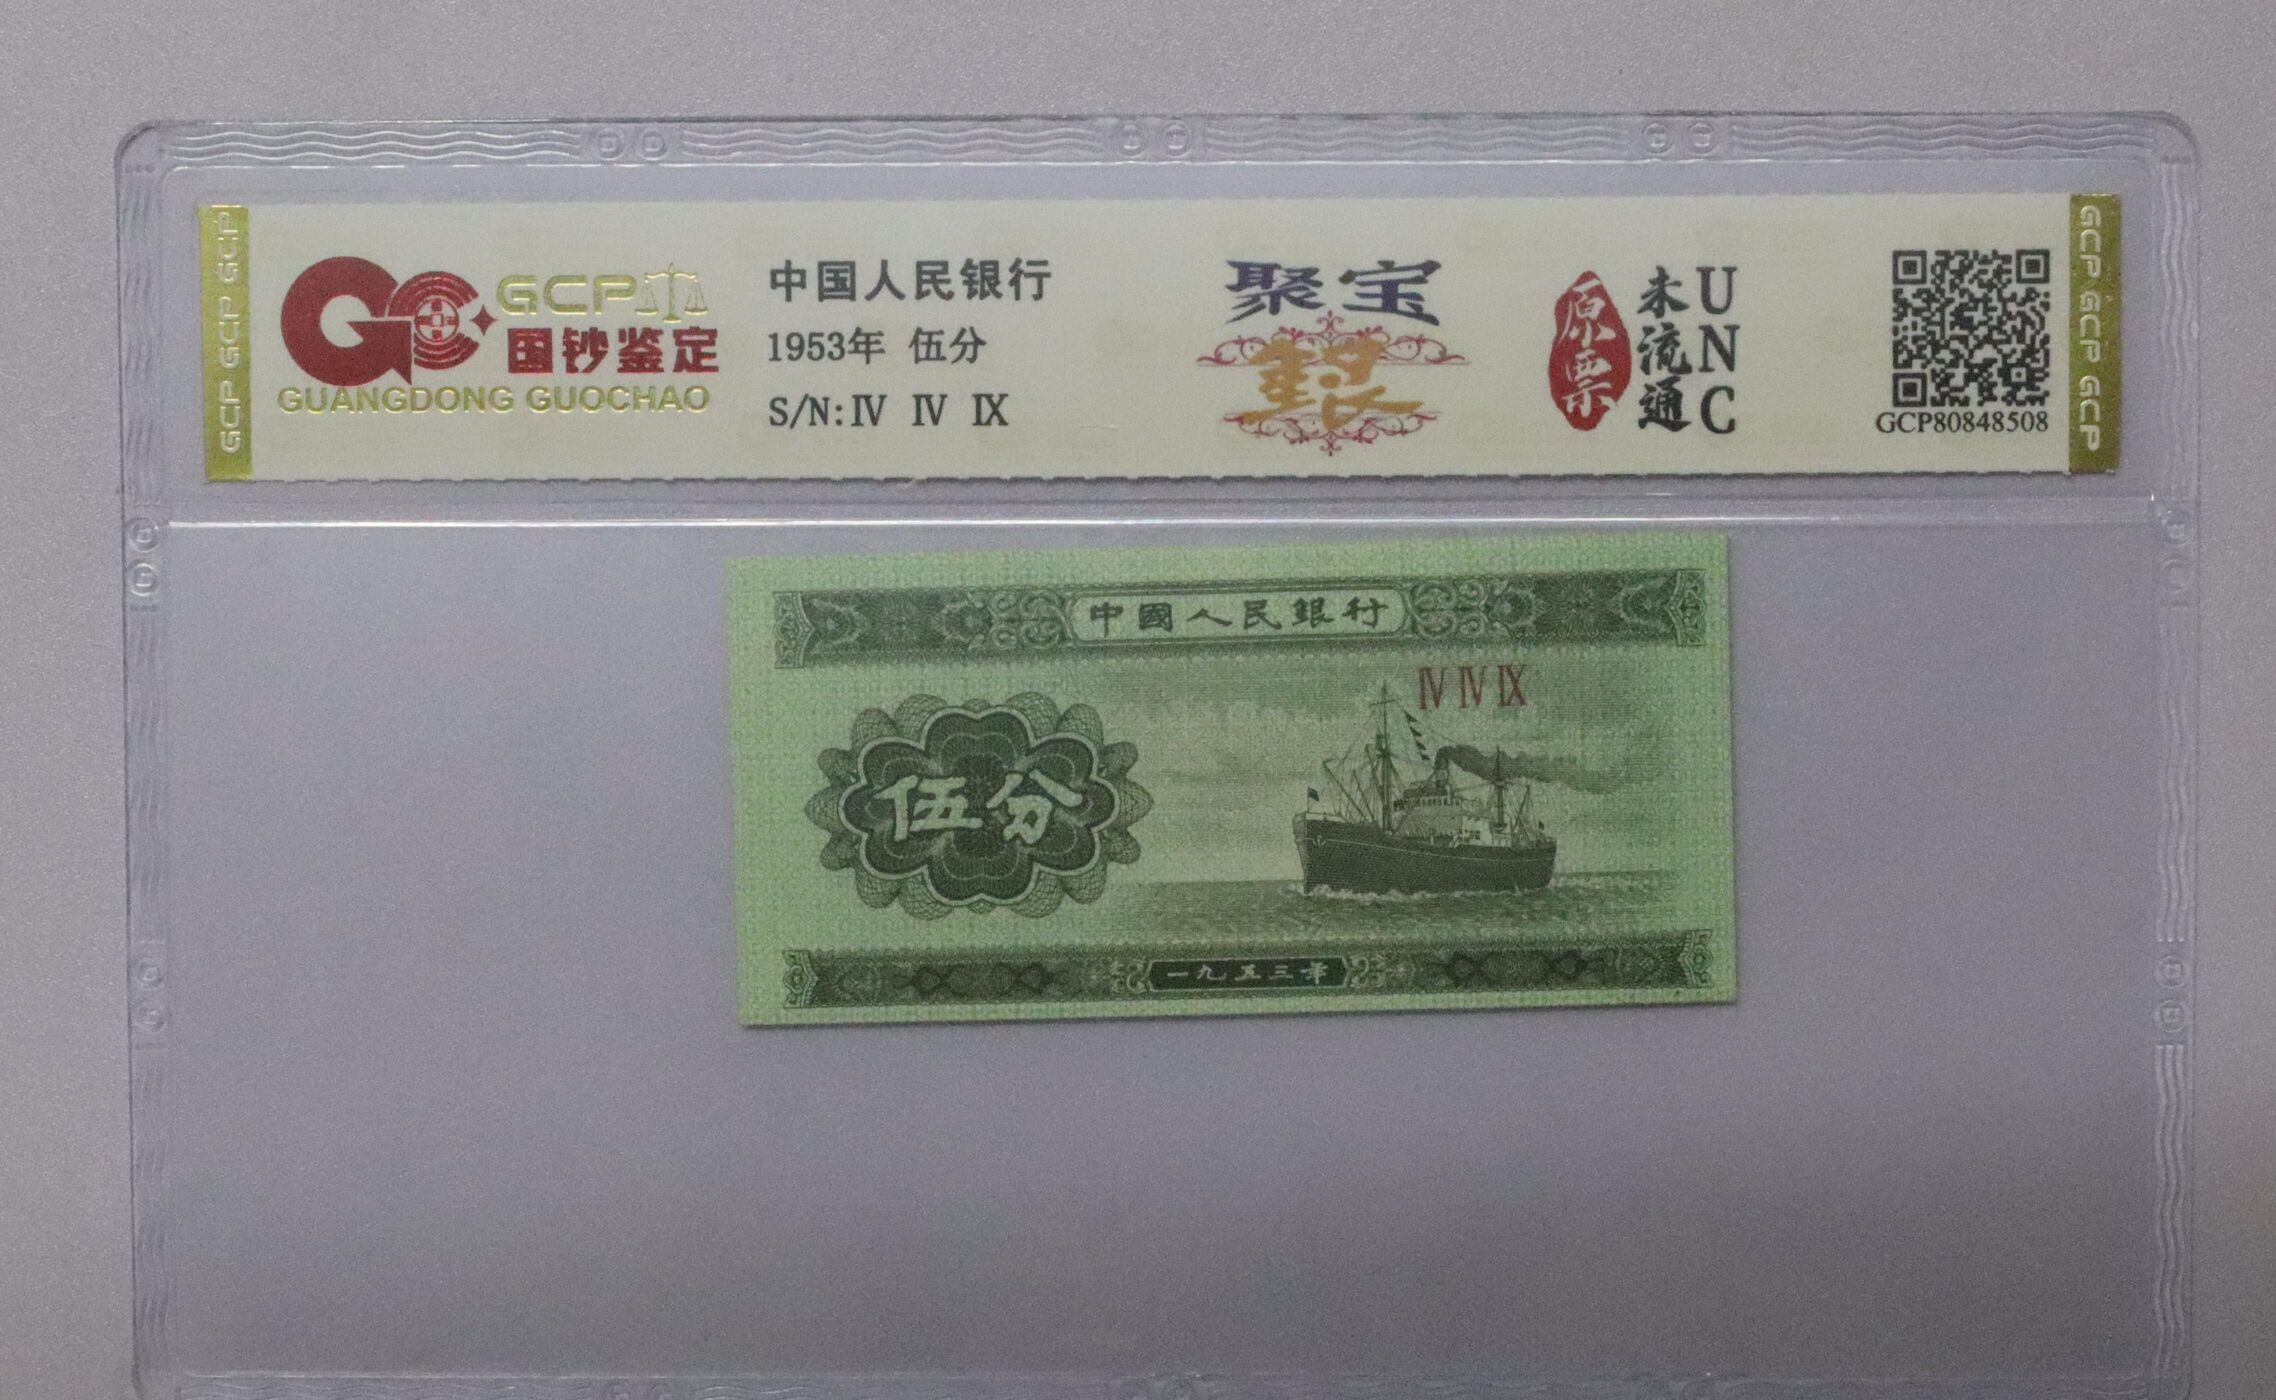 GCP
国钞鉴定
GUANGDONG GUOCHAO
中国人民银行
1953年 伍分
S/N:Ⅳ Ⅳ Ⅸ
聚宝
原票
未流通
UNC
GCP80848508
GCP GCP GCP
GCP GCP GCP
中國人民銀行
Ⅳ Ⅳ Ⅸ
伍分
一九五三年